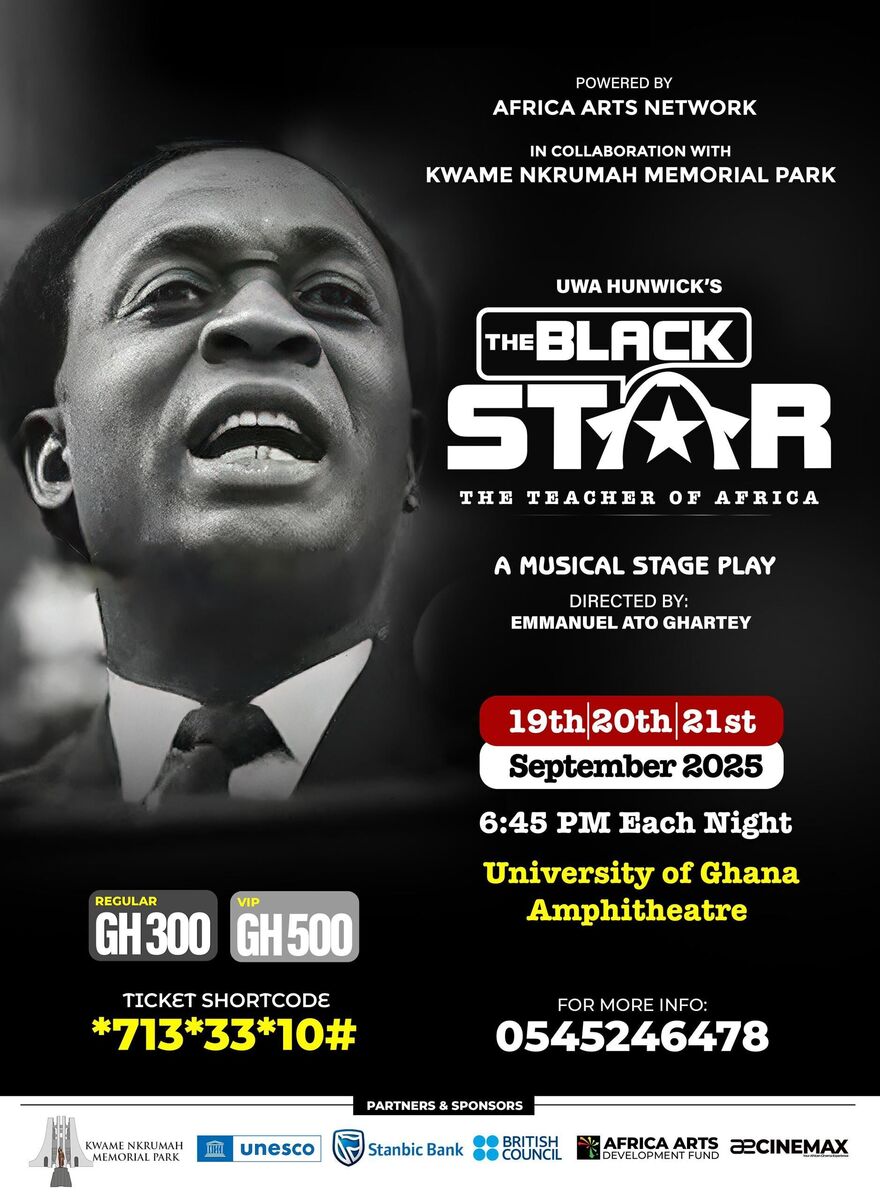 POWERED BY
AFRICA ARTS NETWORK
IN COLLABORATION WITH
KWAME NKRUMAH MEMORIAL PARK
UWA HUNWICK'S
THE BLACK
STAR
THE TEACHER OF AFRICA
A MUSICAL STAGE PLAY
DIRECTED BY:
EMMANUEL ATO GHARTEY
19th|20th|21st
September 2025
6:45 PM Each Night
University of Ghana
Amphitheatre
REGULAR
GH300
VIP
GH500
TICKET SHORTCODE
*713*33*10#
FOR MORE INFO:
0545246478
PARTNERS & SPONSORS
KWAME NKRUMAH
MEMORIAL PARK
unesco
Stanbic Bank
BRITISH
COUNCIL
AFRICA ARTS
DEVELOPMENT FUND
ÆCINEMAX